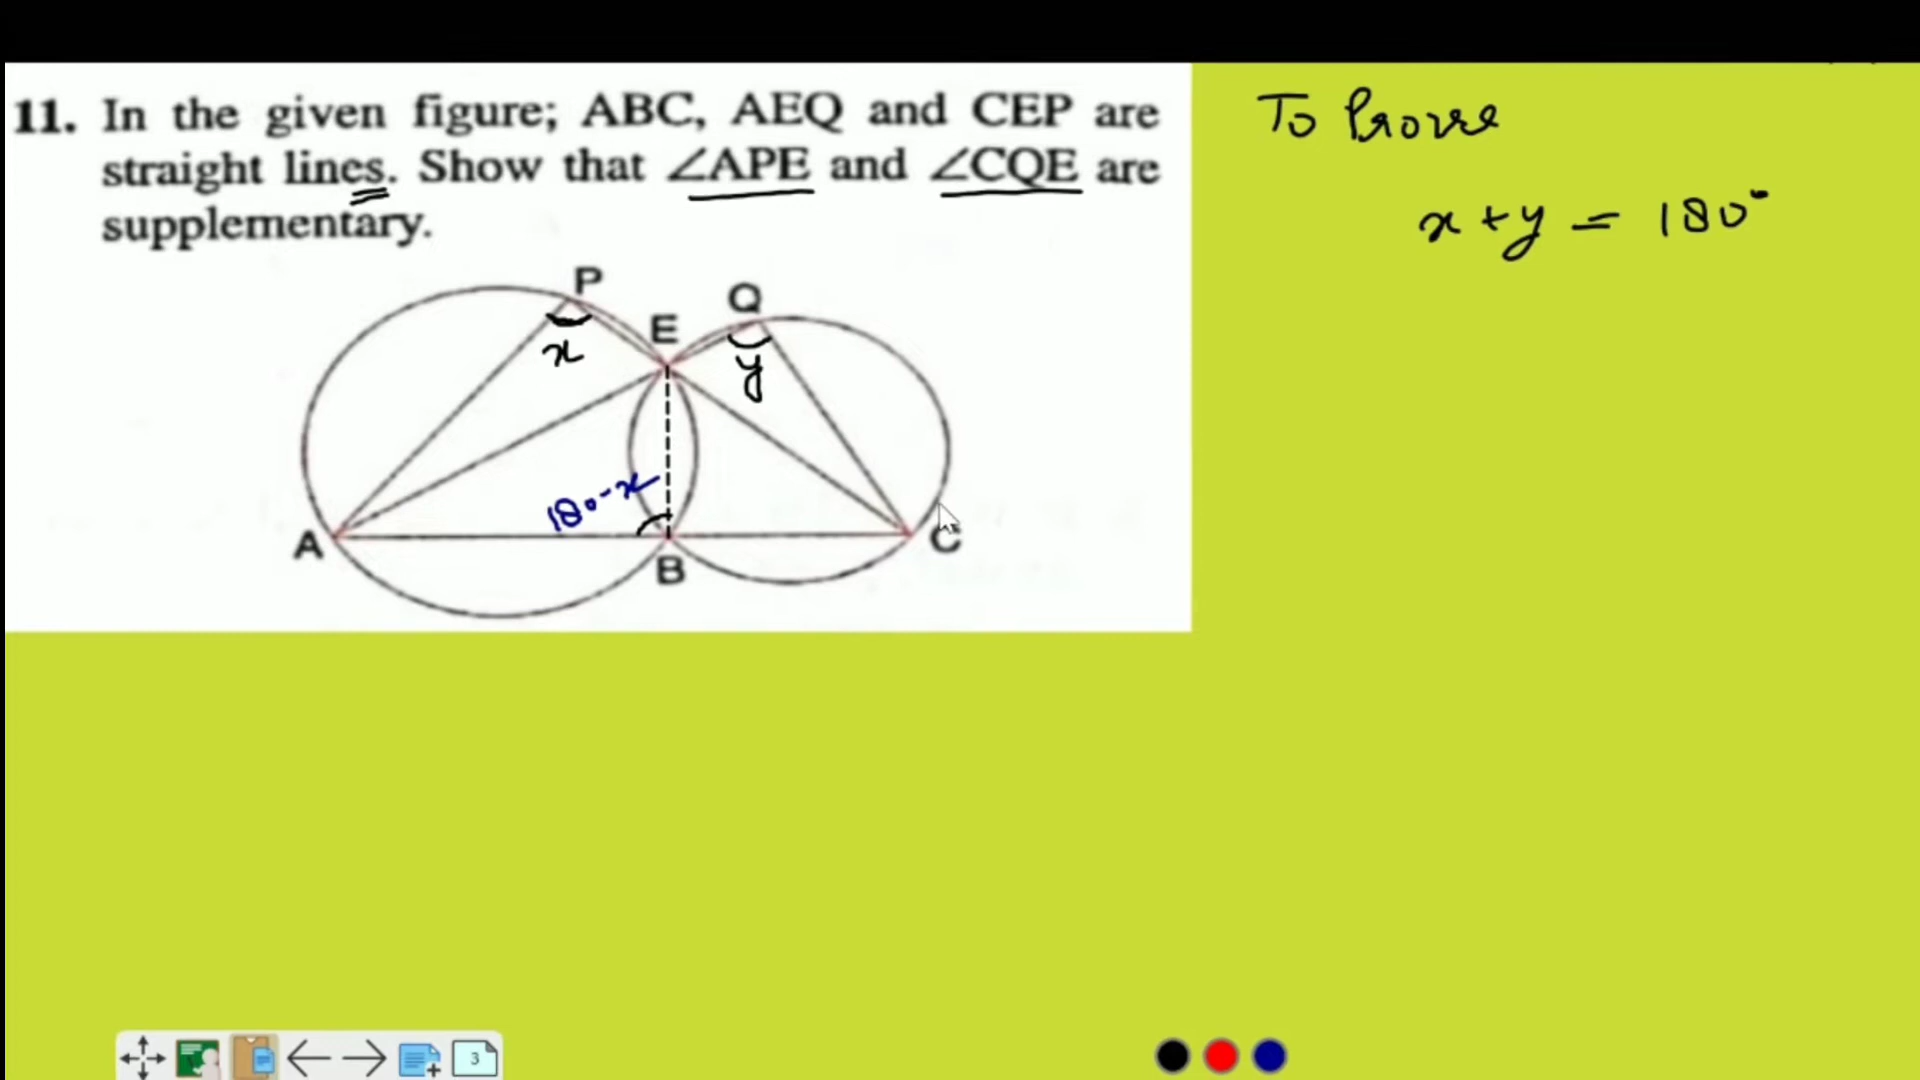 11. In the given figure; ABC, AEQ and CEP are
straight lines. Show that ∠APE and ∠CQE are
supplementary.
To Prove
x + y = 180°
P
Q
E
x
y
180-x
A
B
C
3